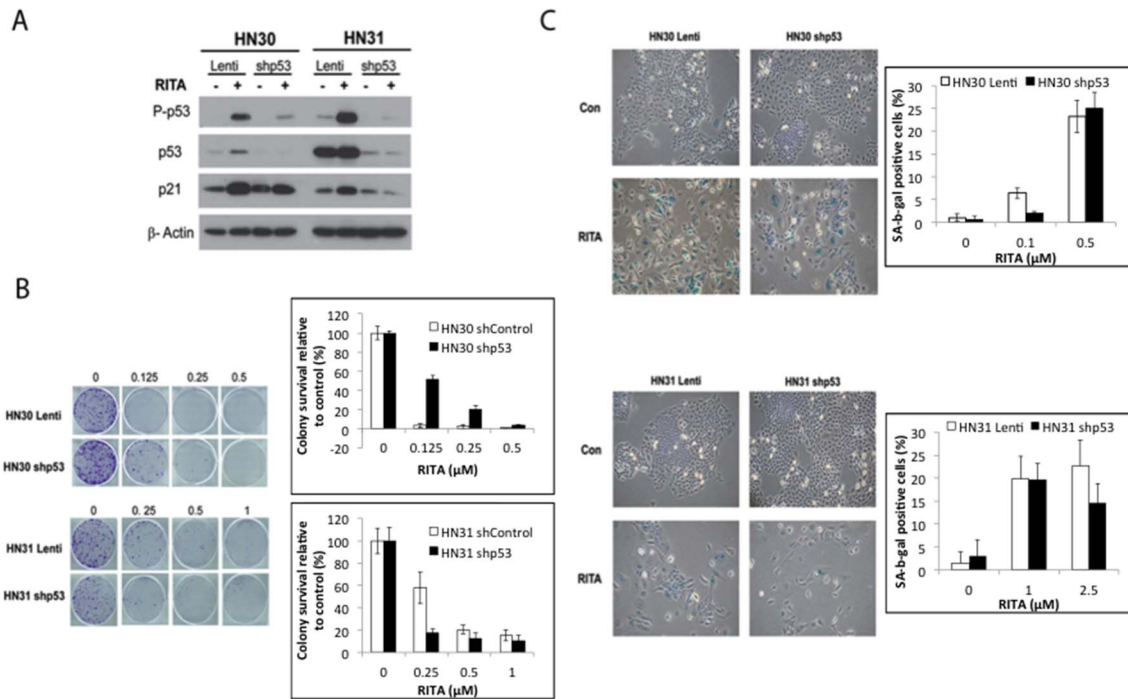 A
HN30 HN31
Lenti shp53 Lenti shp53
RITA - + - + - + - +
P-p53
p53
p21
β- Actin
B
0 0.125 0.25 0.5
HN30 Lenti
HN30 shp53
0 0. 25 0.5 1
HN31 Lenti
HN31 shp53
Colony survival relative
to control (%)
120
100
80
60
40
20
0
-20
HN30 shControl
HN30 shp53
0 0.125 0.25 0.5
RITA (μM)
Colony survival relative
to control (%)
120
100
80
60
40
20
0
HN31 shControl
HN31 shp53
0 0.25 0.5 1
RITA (μM)
C
HN30 Lenti HN30 shp53
Con
RITA
SA-b-gal positive cells (%)
30
25
20
15
10
5
0
HN30 Lenti HN30 shp53
0 0.1 0.5
RITA (μM)
HN31 Lenti HN31 shp53
Con
RITA
SA-b-gal positive cells (%)
30
25
20
15
10
5
0
HN31 Lenti HN31 shp53
0 1 2.5
RITA (μM)